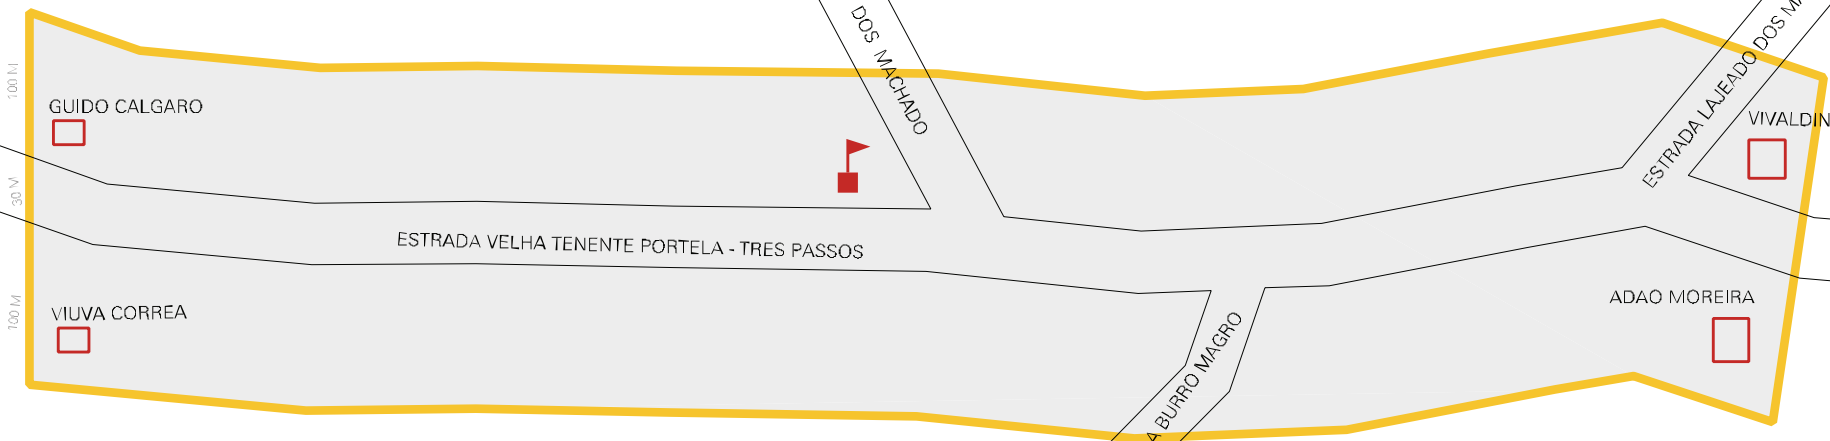 DOS MACHADO
ESTRADA LAJEADO DOS
100 M
GUIDO CALGARO
VIVALDIN
30 M
ESTRADA VELHA TENENTE PORTELA - TRES PASSOS
100 M
VIUVA CORREA
ADAO MOREIRA
A BURRO MAGRO